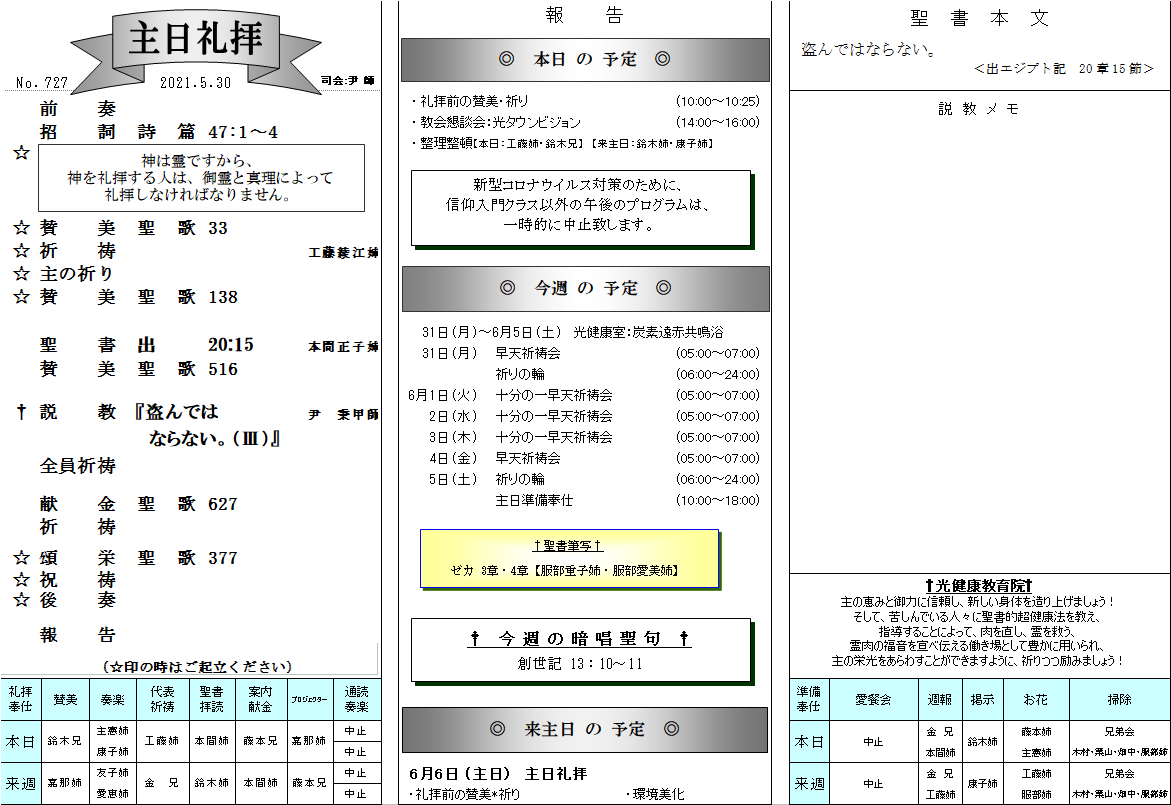 主日礼拝
No.727 2021.5.30 司会:尹 師
前 奏
招 詞 詩 篇 47:1～4
☆
神は霊ですから、
神を礼拝する人は、御霊と真理によって
礼拝しなければなりません。
☆ 賛 美 聖 歌 33
☆ 祈 祷 工藤綾江姉
☆ 主の祈り
☆ 賛 美 聖 歌 138
聖 書 出 20:15 本間正子姉
賛 美 聖 歌 516
✝ 説 教 『盗んでは 尹 秉甲師
ならない。(Ⅲ)』
全員祈祷
献 金 聖 歌 627
祈 祷
☆ 頌 栄 聖 歌 377
☆ 祝 祷
☆ 後 奏
報 告
(☆印の時はご起立ください)
礼拝奉仕 賛美 奏楽 代表祈祷 聖書拝読 案内献金 プロジェクター 通読奏楽
本日 鈴木兄 主憲姉 康子姉 工藤姉 本間姉 藤本兄 嘉那姉 中止 中止
来週 嘉那姉 友子姉 愛恵姉 金 兄 鈴木姉 本間姉 藤本兄 中止 中止
報 告
◎ 本日 の 予定 ◎
・礼拝前の賛美・祈り (10:00～10:25)
・教会懇談会:光タウンビジョン (14:00～16:00)
・整理整頓【本日:工藤姉・鈴木兄】【来主日:鈴木姉・康子姉】
新型コロナウイルス対策のために、
信仰入門クラス以外の午後のプログラムは、
一時的に中止致します。
◎ 今週 の 予定 ◎
31日(月)～6月5日(土) 光健康室:炭素遠赤共鳴浴
31日(月) 早天祈祷会 (05:00～07:00)
祈りの輪 (06:00～24:00)
6月1日(火) 十分の一早天祈祷会 (05:00～07:00)
2日(水) 十分の一早天祈祷会 (05:00～07:00)
3日(木) 十分の一早天祈祷会 (05:00～07:00)
4日(金) 早天祈祷会 (05:00～07:00)
5日(土) 祈りの輪 (06:00～24:00)
主日準備奉仕 (10:00～18:00)
†聖書筆写†
ゼカ 3章・4章【服部重子姉・服部愛美姉】
✝ 今週の暗唱聖句 ✝
創世記 13：10～11
◎ 来主日 の 予定 ◎
6月6日(主日) 主日礼拝
・礼拝前の賛美*祈り ・環境美化
聖 書 本 文
盗んではならない。
＜出エジプト記 20章15節＞
説 教 メ モ
✝光健康教育院✝
主の恵みと御力に信頼し、新しい身体を造り上げましょう！
そして、苦しんでいる人々に聖書的超健康法を教え、
指導することによって、肉を直し、霊を救う、
霊肉の福音を宣べ伝える働き場として豊かに用いられ、
主の栄光をあらわすことができますように、祈りつつ励みましょう！
準備奉仕 愛餐会 週報 掲示 お花 掃除
本日 中止 金 兄 本間姉 鈴木姉 藤本姉 主憲姉 兄弟会 木村・栗山・畑中・服部姉
来週 中止 金 兄 工藤姉 康子姉 工藤姉 服部姉 兄弟会 木村・栗山・畑中・服部姉